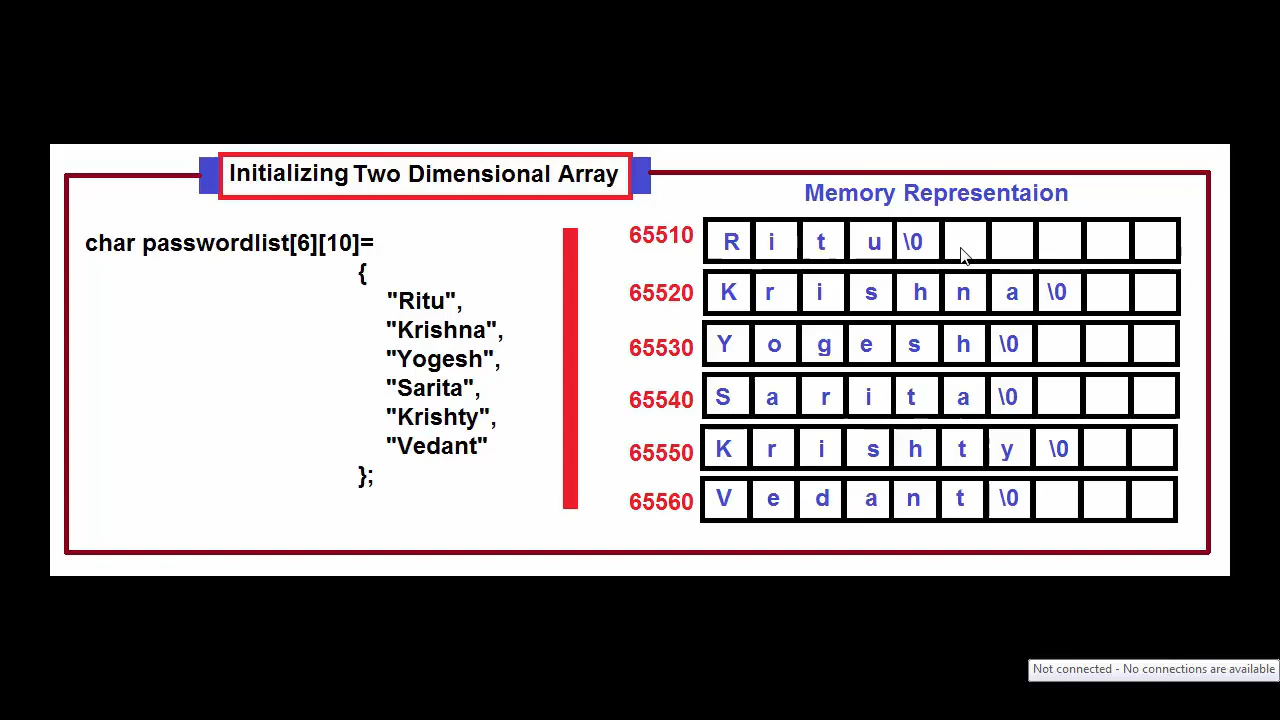 Initializing Two Dimensional Array
Memory Representaion
char passwordlist[6][10]=
{
"Ritu",
"Krishna",
"Yogesh",
"Sarita",
"Krishty",
"Vedant"
};
65510 R i t u \0
65520 K r i s h n a \0
65530 Y o g e s h \0
65540 S a r i t a \0
65550 K r i s h t y \0
65560 V e d a n t \0
Not connected - No connections are available